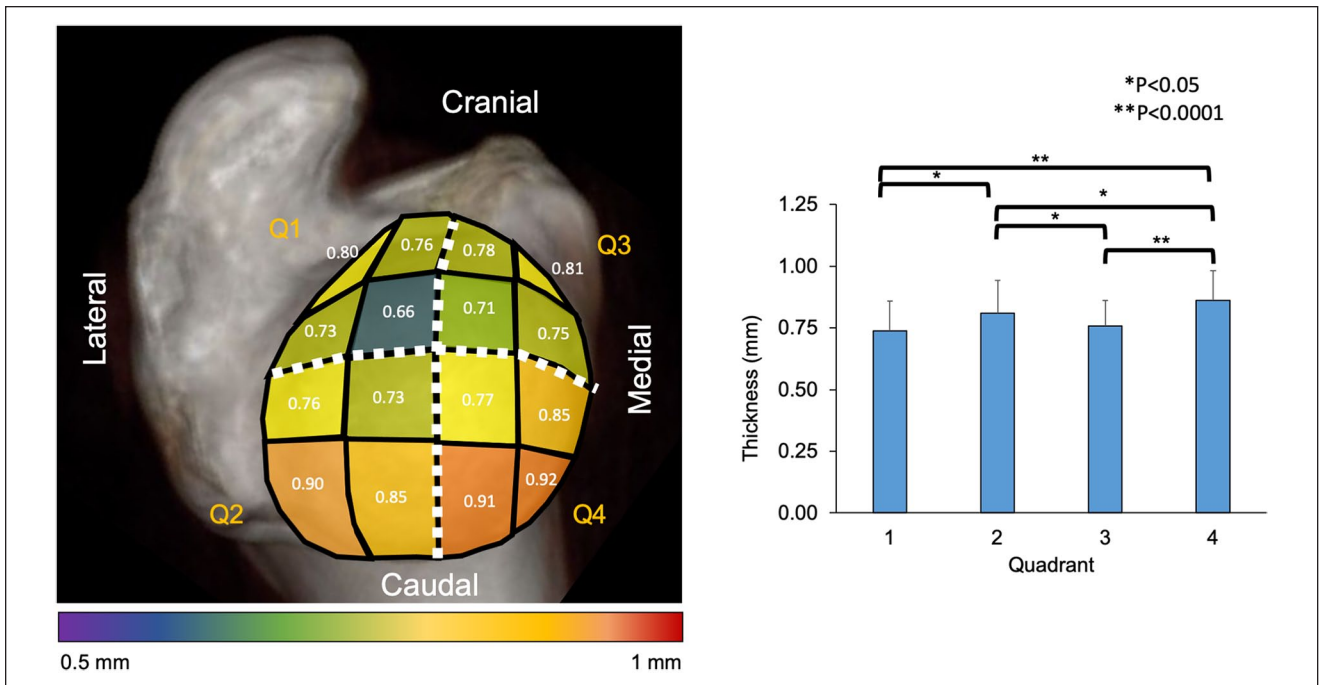 Cranial
Q1
Q3
0.80
0.76
0.78
0.81
Lateral
0.73
0.66
0.71
0.75
Medial
0.76
0.73
0.77
0.85
0.90
0.85
0.91
0.92
Q2
Q4
Caudal
0.5 mm
1 mm
*P<0.05
**P<0.0001
**
*
*
*
**
Thickness (mm)
1.25
1.00
0.75
0.50
0.25
0.00
1 2 3 4
Quadrant